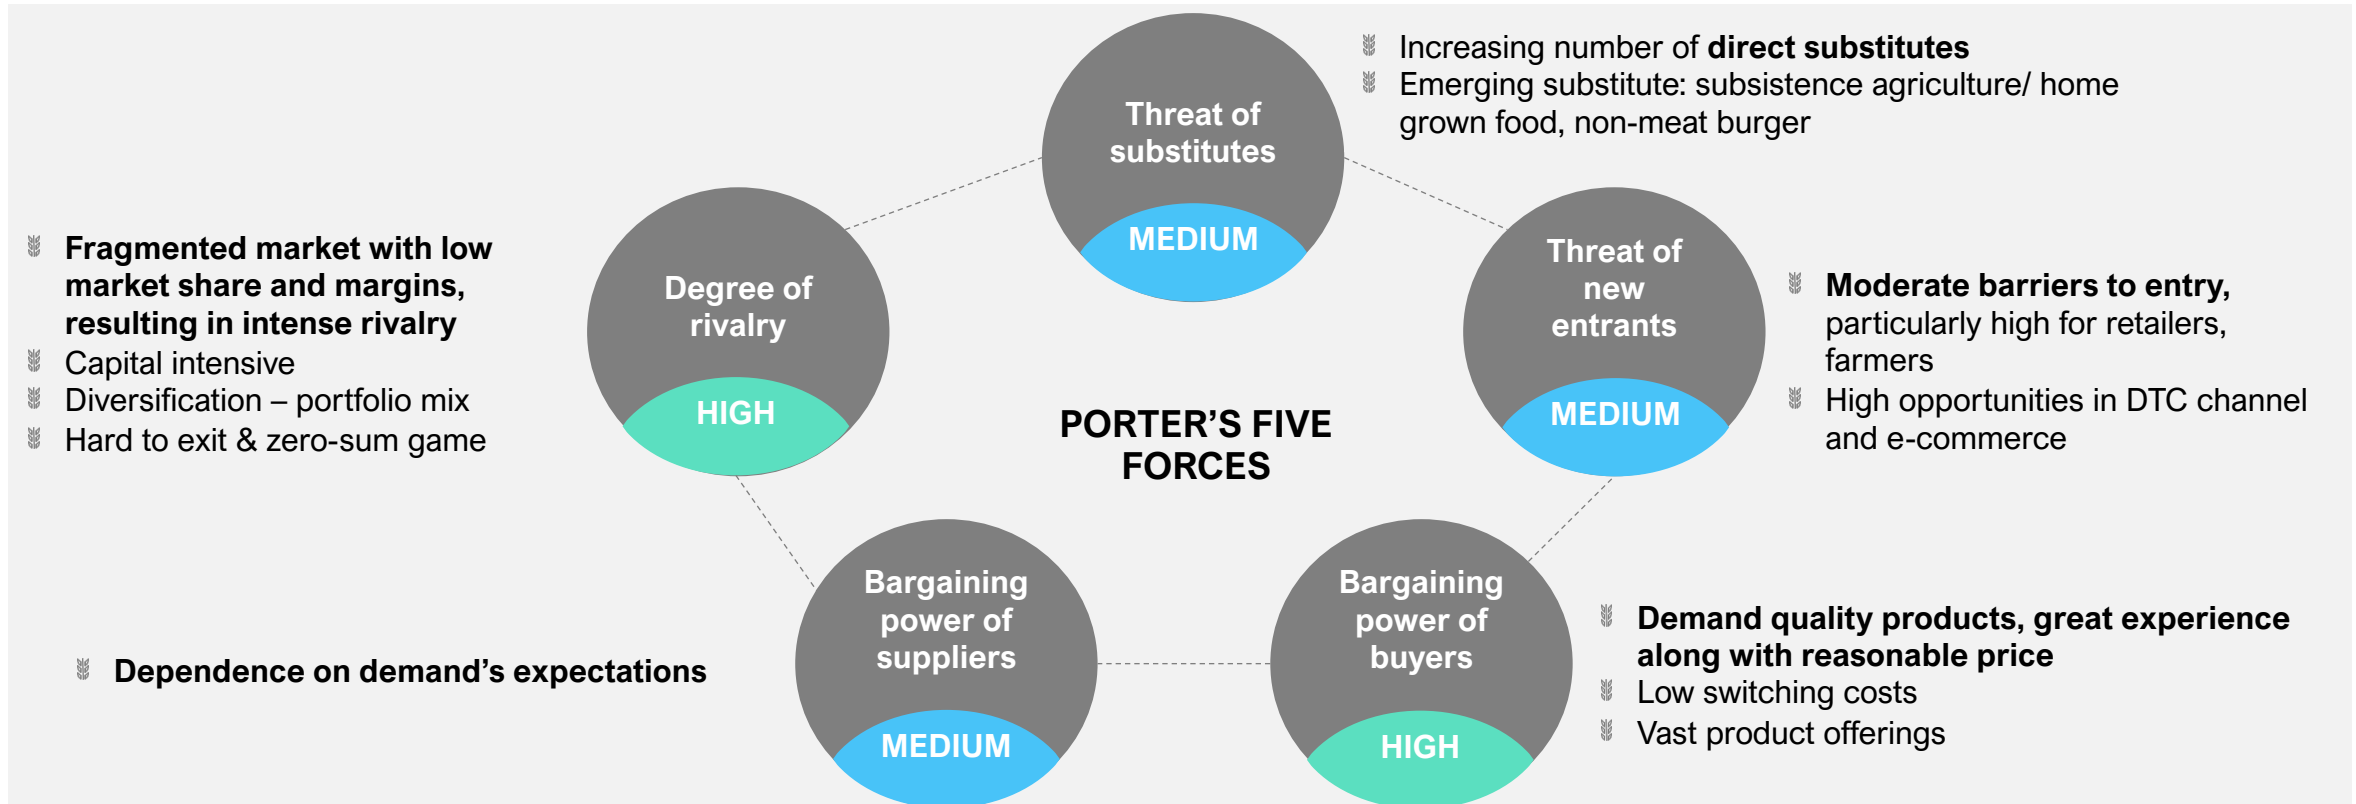 Increasing number of direct substitutes
Emerging substitute: subsistence agriculture/ home
grown food, non-meat burger
Threat of
substitutes
MEDIUM
Fragmented market with low
market share and margins,
resulting in intense rivalry
Capital intensive
Diversification – portfolio mix
Hard to exit & zero-sum game
Degree of
rivalry
HIGH
Threat of
new
entrants
MEDIUM
Moderate barriers to entry,
particularly high for retailers,
farmers
High opportunities in DTC channel
and e-commerce
PORTER’S FIVE
FORCES
Dependence on demand’s expectations
Bargaining
power of
suppliers
MEDIUM
Bargaining
power of
buyers
HIGH
Demand quality products, great experience
along with reasonable price
Low switching costs
Vast product offerings